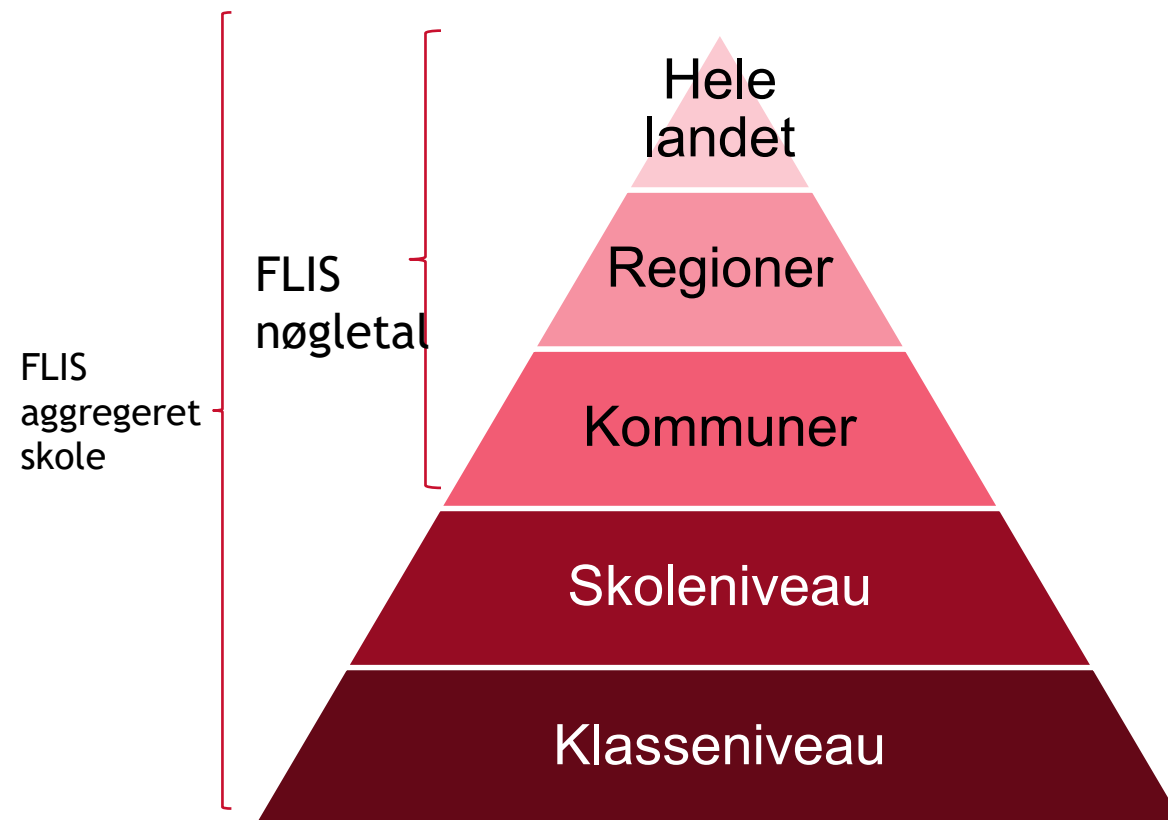 Hele
landet
Regioner
FLIS
nøgletal
FLIS
aggregeret
skole
Kommuner
Skoleniveau
Klasseniveau